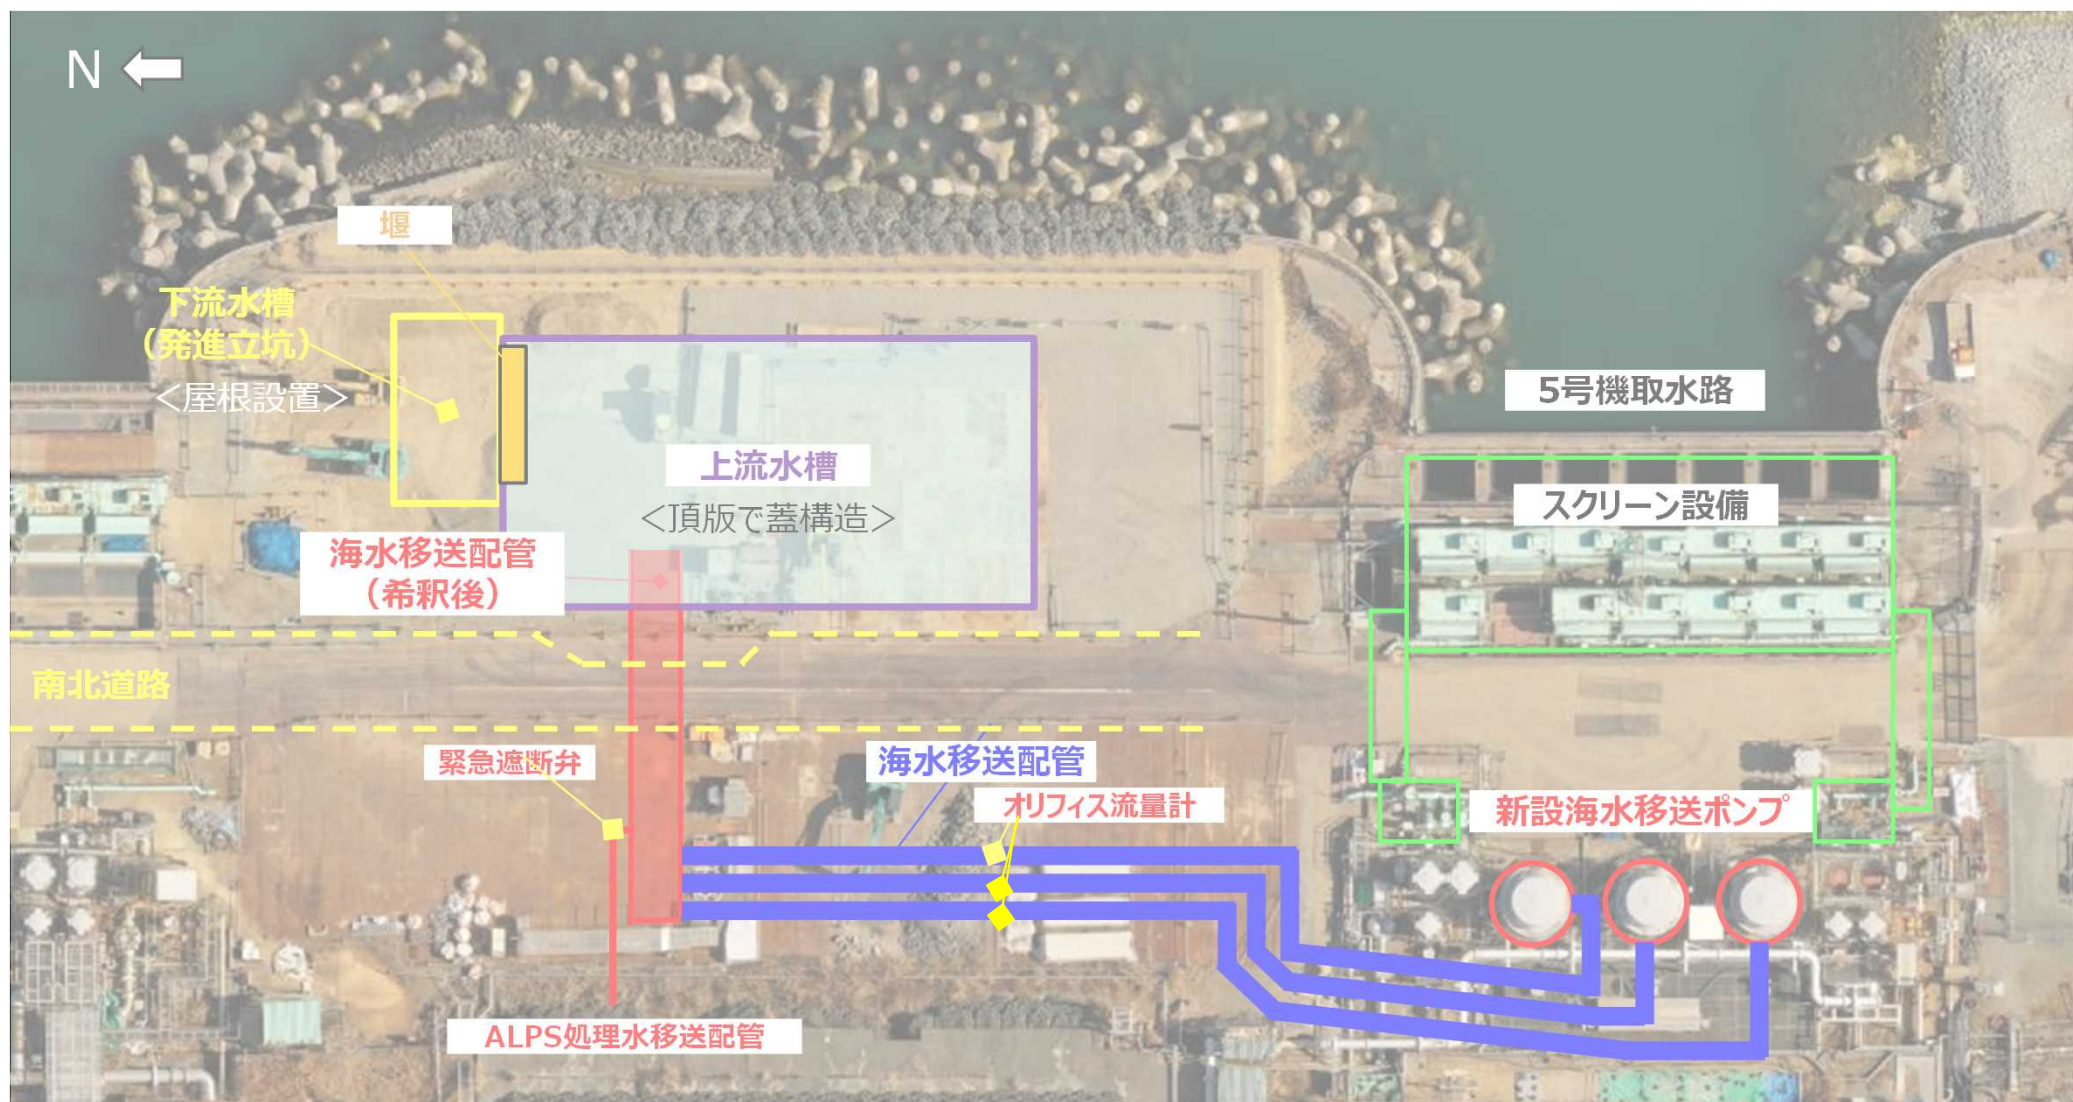 N
堰
下流水槽
（発進立坑）
＜屋根設置＞
5号機取水路
上流水槽
＜頂版で蓋構造＞
スクリーン設備
海水移送配管
（希釈後）
南北道路
緊急遮断弁
海水移送配管
オリフィス流量計
新設海水移送ポンプ
ALPS処理水移送配管